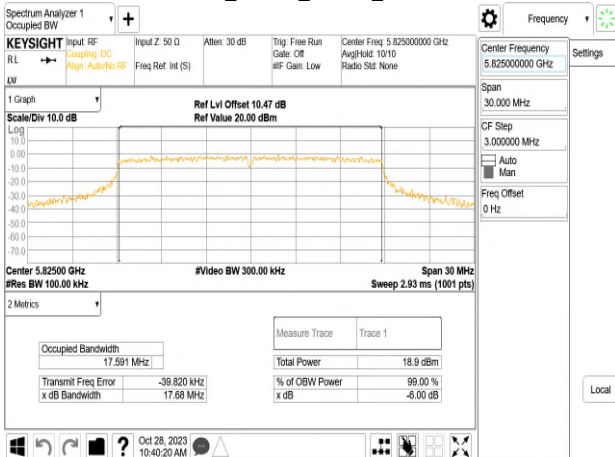 Spectrum Analyzer 1
Occupied BW
KEYSIGHT
RL
Input: RF
Coupling: DC
Align: Auto/No RF
Input Z: 50 Ω
Freq Ref: Int (S)
Atten: 30 dB
Trig: Free Run
Gate: Off
#IF Gain: Low
Center Freq: 5.825000000 GHz
Avg|Hold: 10/10
Radio Std: None
1 Graph
Scale/Div 10.0 dB
Ref Lvl Offset 10.47 dB
Ref Value 20.00 dBm
Log
10.0
0.00
-10.0
-20.0
-30.0
-40.0
-50.0
-60.0
-70.0
Center 5.82500 GHz
#Res BW 100.00 kHz
#Video BW 300.00 kHz
Span 30 MHz
Sweep 2.93 ms (1001 pts)
2 Metrics
Measure Trace
Trace 1
Occupied Bandwidth
17.591 MHz
Total Power
18.9 dBm
Transmit Freq Error
-39.820 kHz
% of OBW Power
99.00 %
x dB Bandwidth
17.68 MHz
x dB
-6.00 dB
Oct 28, 2023
10:40:20 AM
Frequency
Center Frequency
5.825000000 GHz
Settings
Span
30.000 MHz
CF Step
3.000000 MHz
Auto
Man
Freq Offset
0 Hz
Local